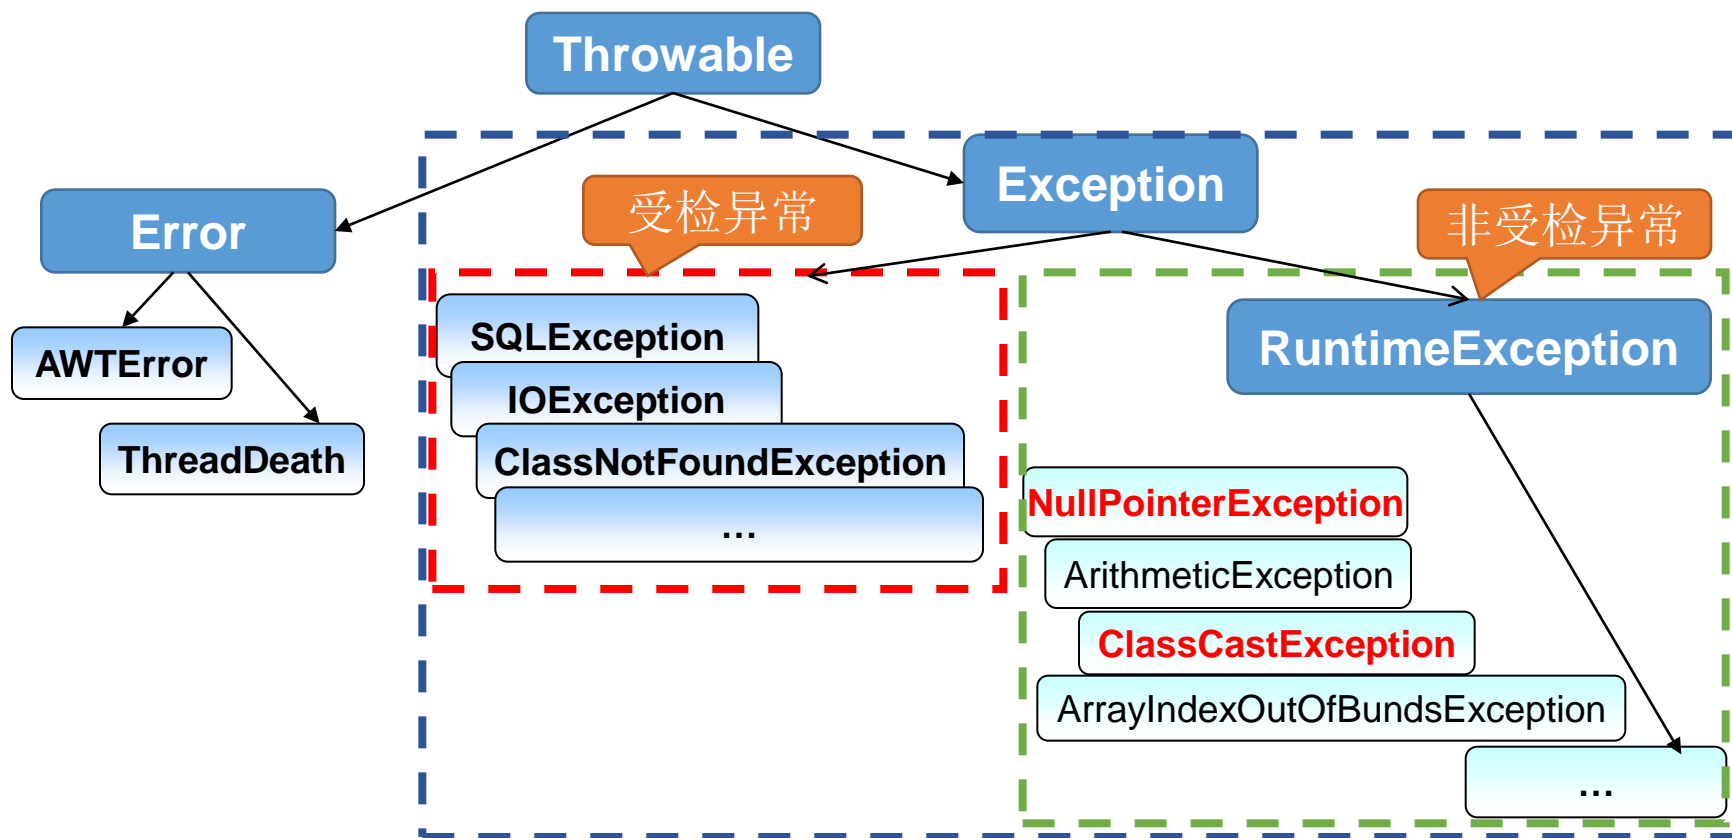 Throwable
Exception
受检异常
非受检异常
Error
SQLException
RuntimeException
AWTError
IOException
ThreadDeath
ClassNotFoundException
NullPointerException
...
ArithmeticException
ClassCastException
ArrayIndexOutOfBundsException
...